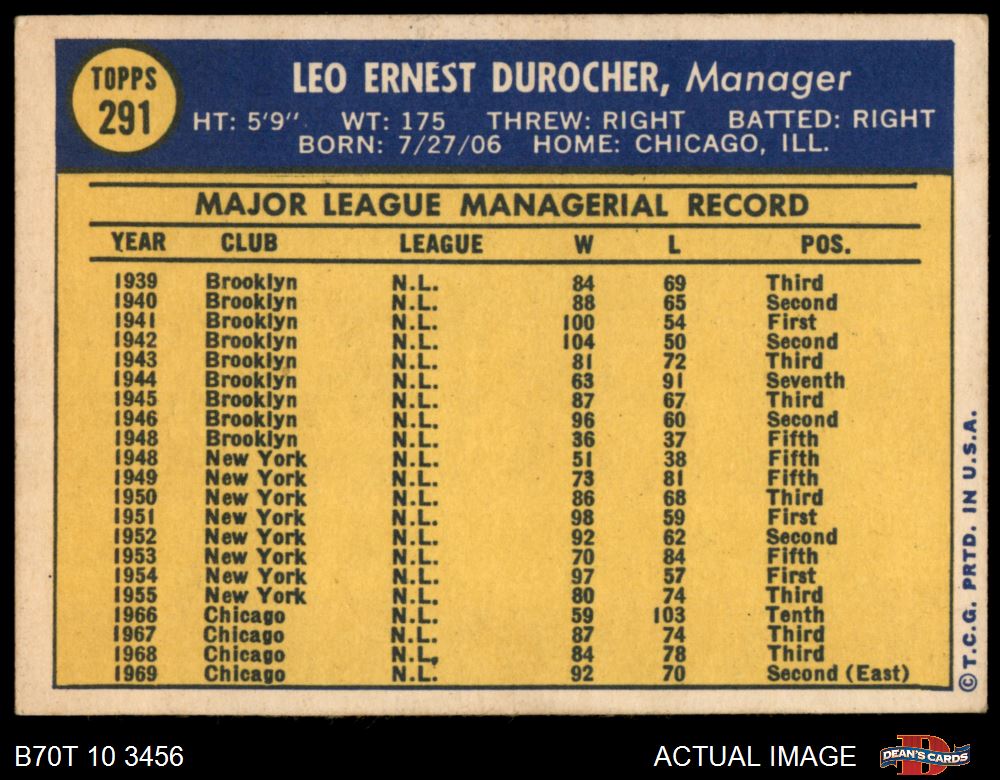 TOPPS
291
LEO ERNEST DUROCHER, Manager
HT: 5'9" WT: 175 THREW: RIGHT BATTED: RIGHT
BORN: 7/27/06 HOME: CHICAGO, ILL.
MAJOR LEAGUE MANAGERIAL RECORD
YEAR CLUB LEAGUE W L POS.
1939 Brooklyn N.L. 84 69 Third
1940 Brooklyn N.L. 88 65 Second
1941 Brooklyn N.L. 100 54 First
1942 Brooklyn N.L. 104 50 Second
1943 Brooklyn N.L. 81 72 Third
1944 Brooklyn N.L. 63 91 Seventh
1945 Brooklyn N.L. 87 67 Third
1946 Brooklyn N.L. 96 60 Second
1948 Brooklyn N.L. 36 37 Fifth
1948 New York N.L. 51 38 Fifth
1949 New York N.L. 73 81 Fifth
1950 New York N.L. 86 68 Third
1951 New York N.L. 98 59 First
1952 New York N.L. 92 62 Second
1953 New York N.L. 70 84 Fifth
1954 New York N.L. 97 57 First
1955 New York N.L. 80 74 Third
1966 Chicago N.L. 59 103 Tenth
1967 Chicago N.L. 87 74 Third
1968 Chicago N.L. 84 78 Third
1969 Chicago N.L. 92 70 Second (East)
©T.C.G. PRTD. IN U.S.A.
B70T 10 3456
ACTUAL IMAGE
DEAN'S CARDS